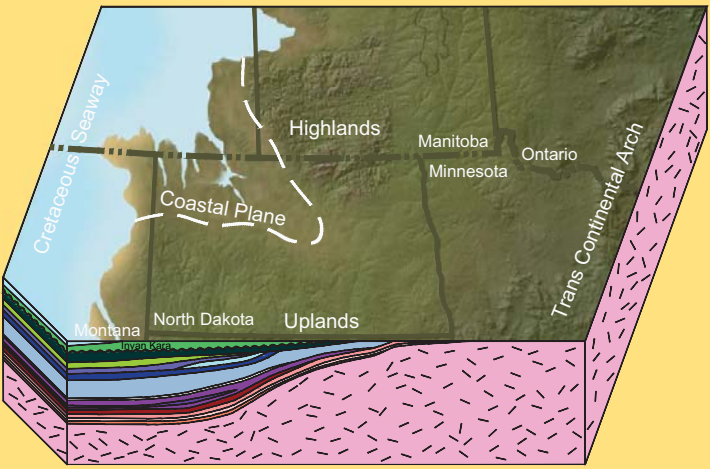 Cretaceous Seaway
Highlands
Manitoba
Ontario
Minnesota
Coastal Plane
Trans Continental Arch
North Dakota
Uplands
Montana
Inyan Kara